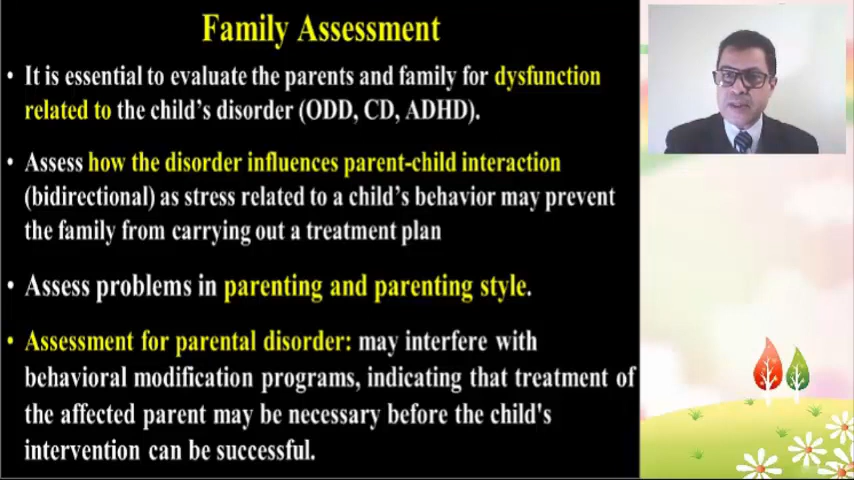 Family Assessment
• It is essential to evaluate the parents and family for dysfunction
related to the child's disorder (ODD, CD, ADHD).
• Assess how the disorder influences parent-child interaction
(bidirectional) as stress related to a child's behavior may prevent
the family from carrying out a treatment plan
• Assess problems in parenting and parenting style.
• Assessment for parental disorder: may interfere with
behavioral modification programs, indicating that treatment of
the affected parent may be necessary before the child's
intervention can be successful.